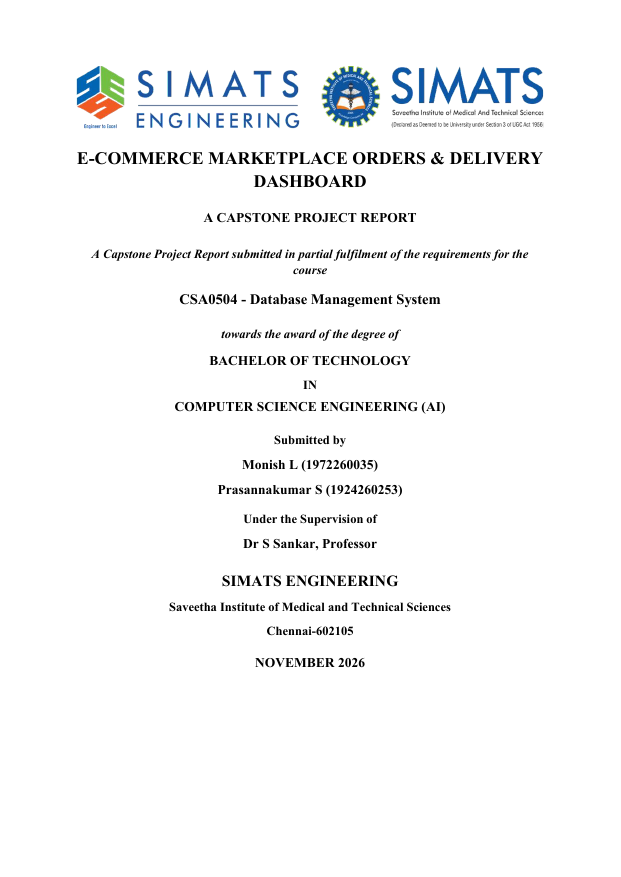 SIMATS
ENGINEERING
Engineer to Excel
SIMATS
Saveetha Institute of Medical And Technical Sciences
(Declared as Deemed to be University under Section 3 of UGC Act 1956)
E-COMMERCE MARKETPLACE ORDERS & DELIVERY
DASHBOARD
A CAPSTONE PROJECT REPORT
A Capstone Project Report submitted in partial fulfilment of the requirements for the
course
CSA0504 - Database Management System
towards the award of the degree of
BACHELOR OF TECHNOLOGY
IN
COMPUTER SCIENCE ENGINEERING (AI)
Submitted by
Monish L (1972260035)
Prasannakumar S (1924260253)
Under the Supervision of
Dr S Sankar, Professor
SIMATS ENGINEERING
Saveetha Institute of Medical and Technical Sciences
Chennai-602105
NOVEMBER 2026